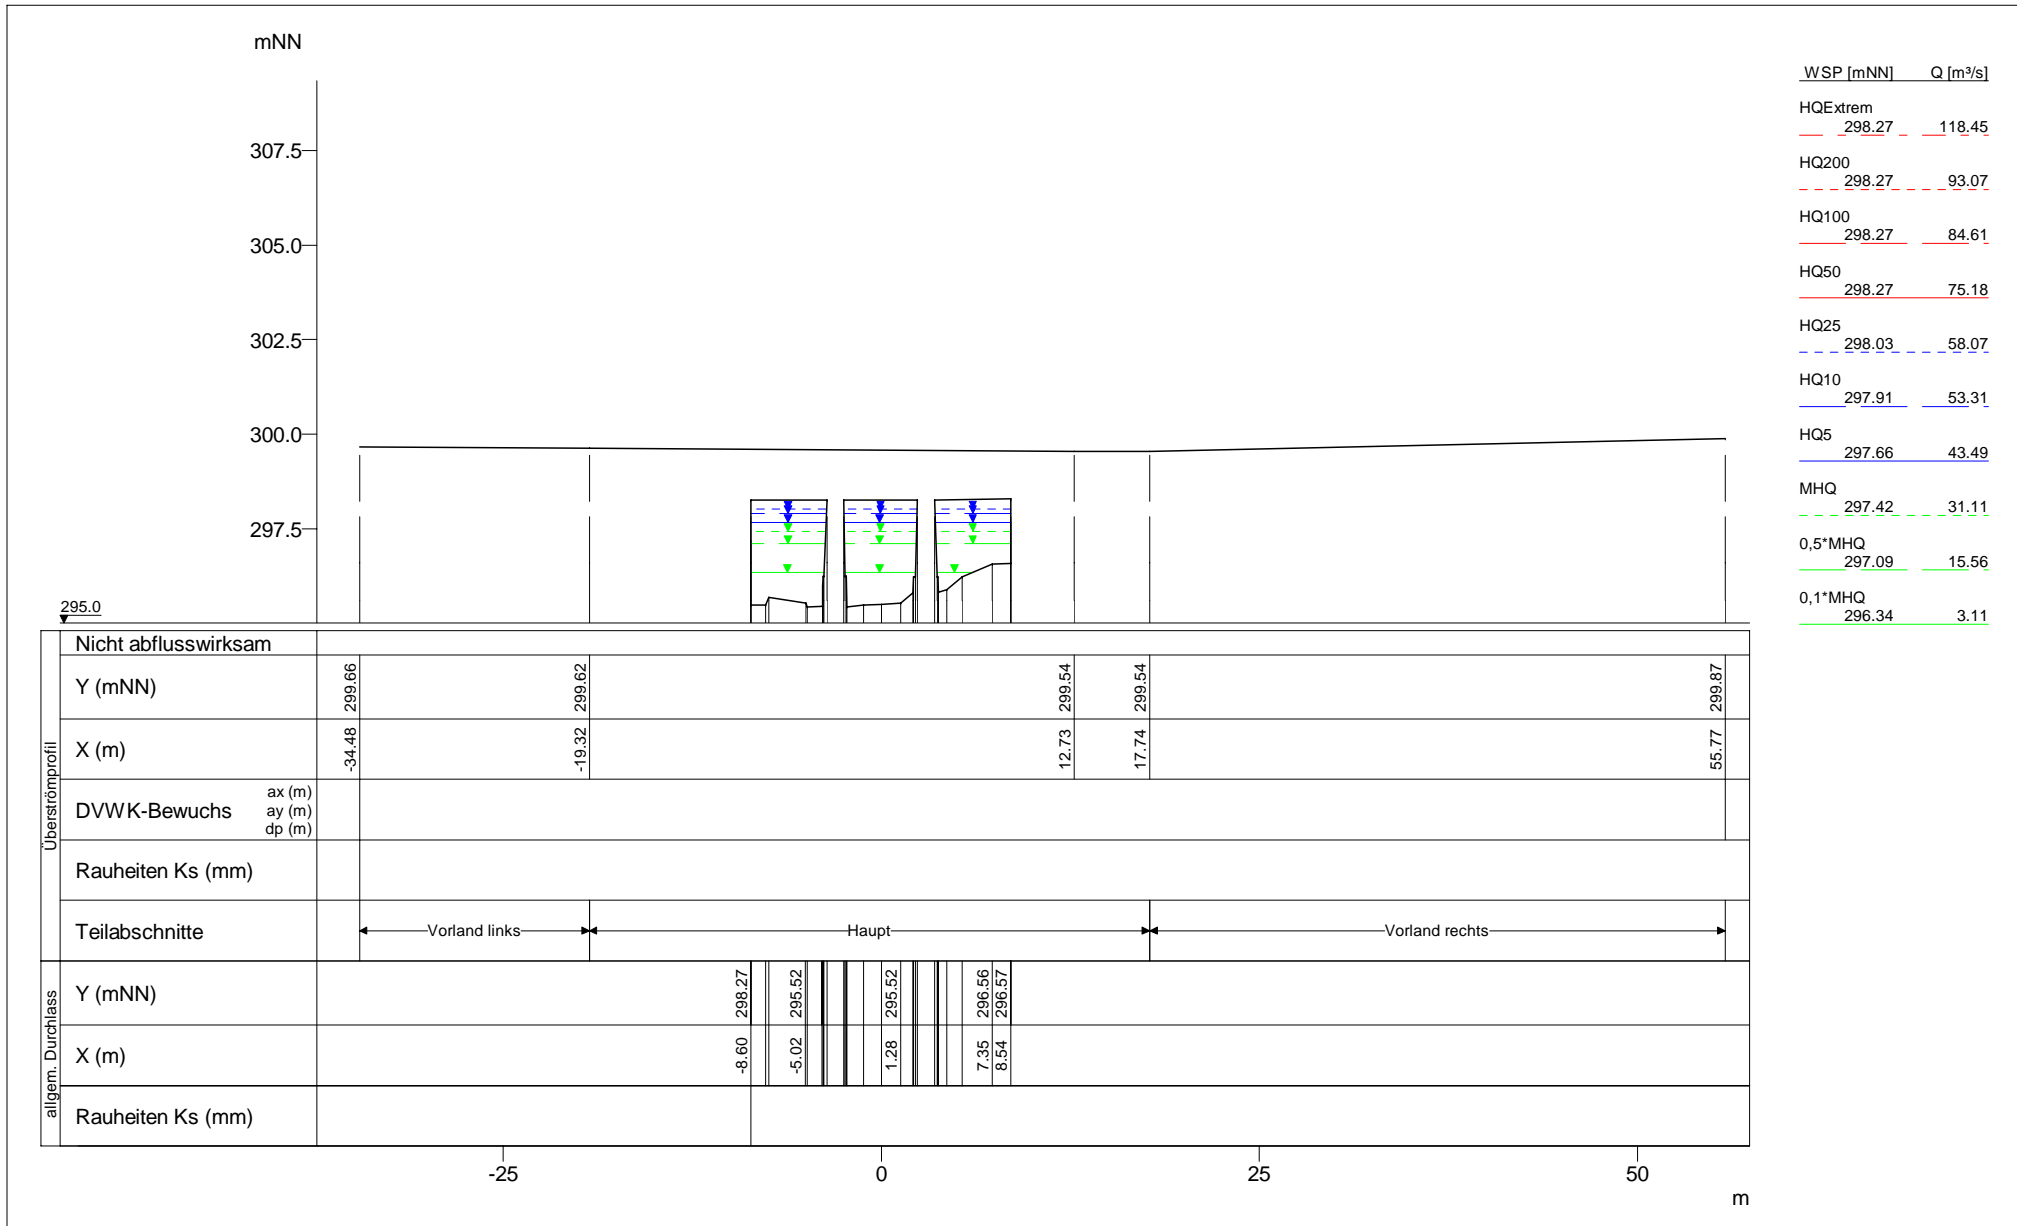 mNN
307.5
305.0
302.5
300.0
297.5
295.0
WSP [mNN] Q [m³/s]
HQExtrem
298.27 118.45
HQ200
298.27 93.07
HQ100
298.27 84.61
HQ50
298.27 75.18
HQ25
298.03 58.07
HQ10
297.91 53.31
HQ5
297.66 43.49
MHQ
297.42 31.11
0,5*MHQ
297.09 15.56
0,1*MHQ
296.34 3.11
Überströmprofil
Nicht abflusswirksam
Y (mNN) 299.66 299.62 299.54 299.54 299.87
X (m) -34.48 -19.32 12.73 17.74 55.77
DVWK-Bewuchs
ax (m)
ay (m)
dp (m)
Rauheiten Ks (mm)
Teilabschnitte Vorland links Haupt Vorland rechts
allgem. Durchlass
Y (mNN) 298.27 295.52 295.52 296.56 296.57
X (m) -8.60 -5.02 1.28 7.35 8.54
Rauheiten Ks (mm)
-25 0 25 50
m